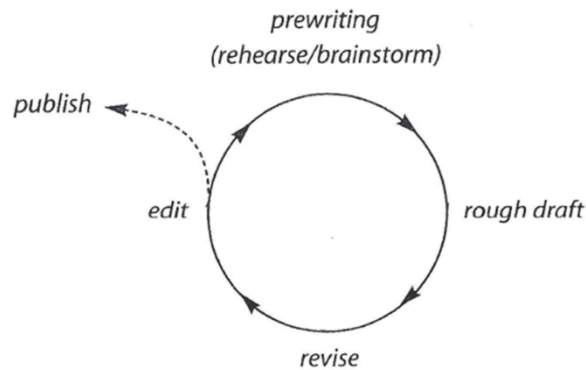 prewriting
(rehearse/brainstorm)
publish
edit
rough draft
revise